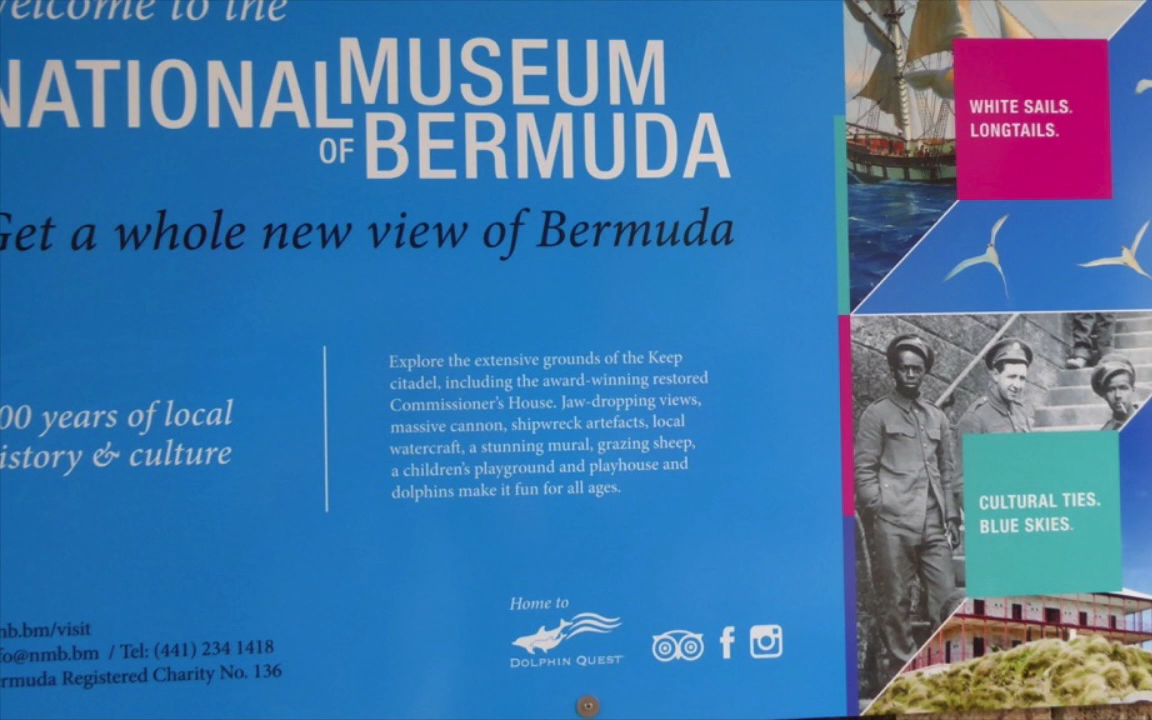 elcome to the
NATIONAL MUSEUM
OF BERMUDA
Get a whole new view of Bermuda
00 years of local
istory & culture
Explore the extensive grounds of the Keep
citadel, including the award-winning restored
Commissioner's House. Jaw-dropping views,
massive cannon, shipwreck artefacts, local
watercraft, a stunning mural, grazing sheep,
a children's playground and playhouse and
dolphins make it fun for all ages.
mb.bm/visit
fo@nmb.bm / Tel: (441) 234 1418
rmuda Registered Charity No. 136
Home to
DOLPHIN QUEST
WHITE SAILS.
LONGTAILS.
CULTURAL TIES.
BLUE SKIES.